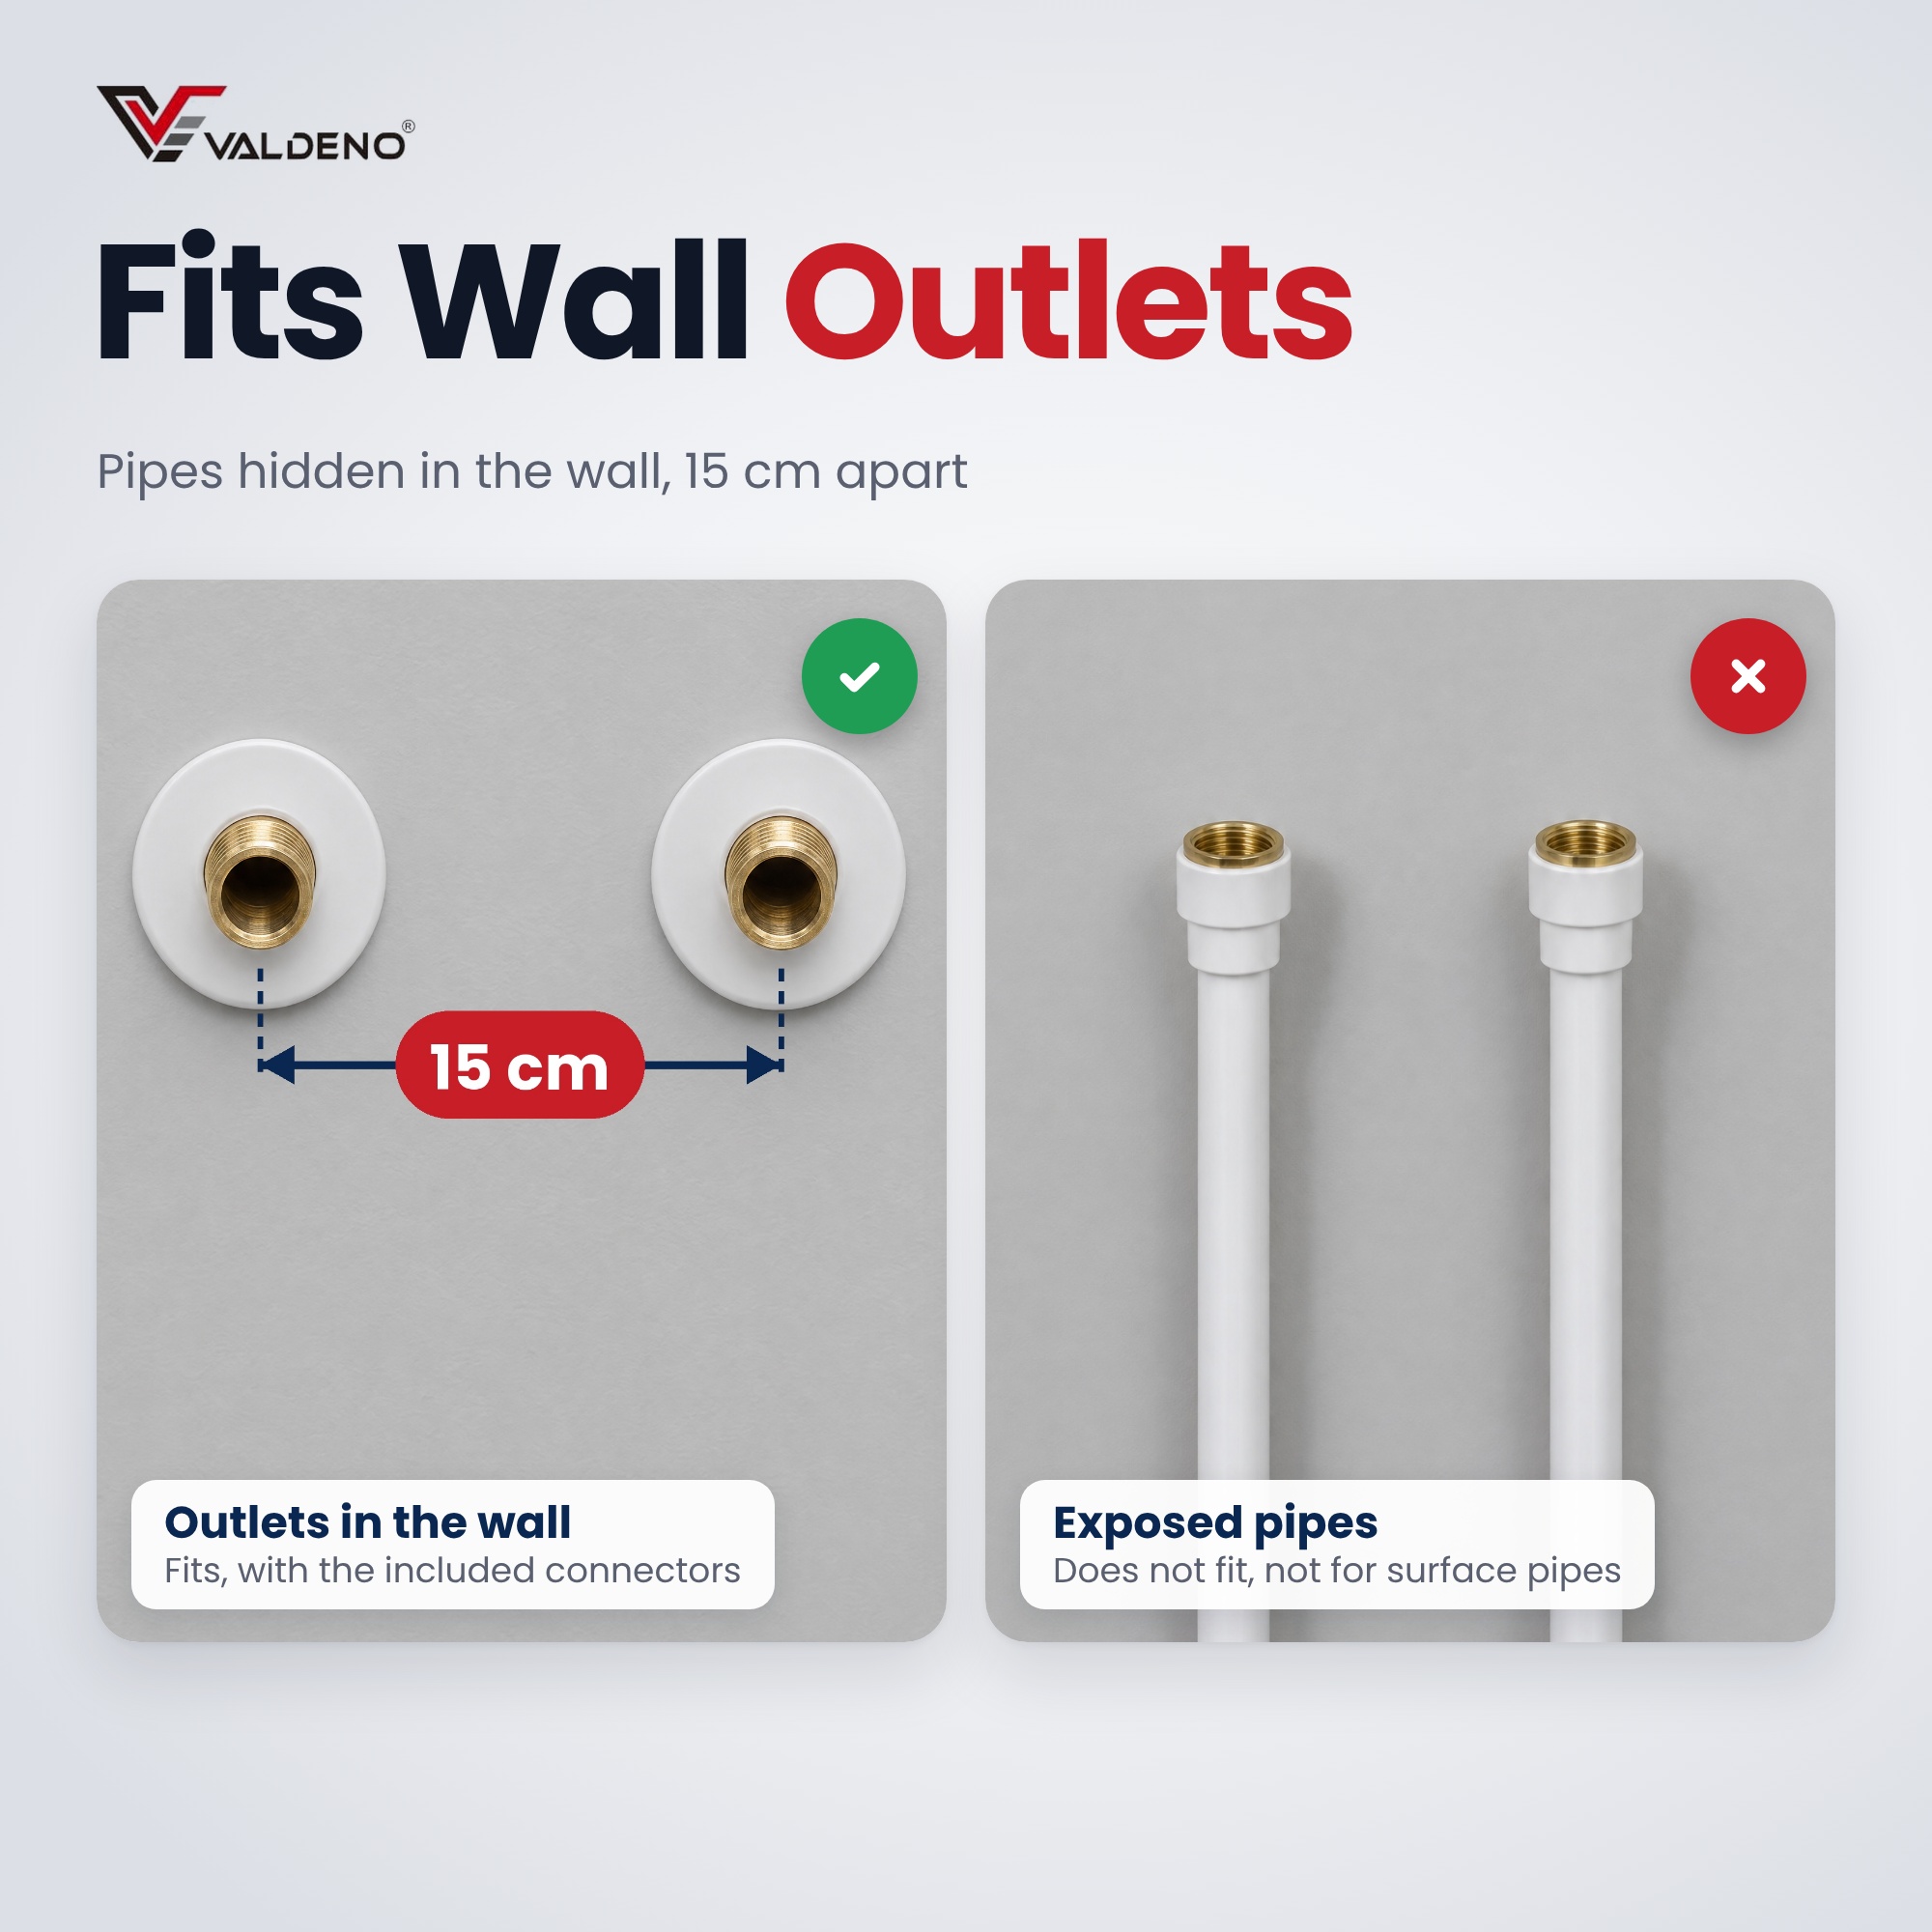 VALDENO®
Fits Wall Outlets
Pipes hidden in the wall, 15 cm apart
15 cm
Outlets in the wall
Fits, with the included connectors
Exposed pipes
Does not fit, not for surface pipes